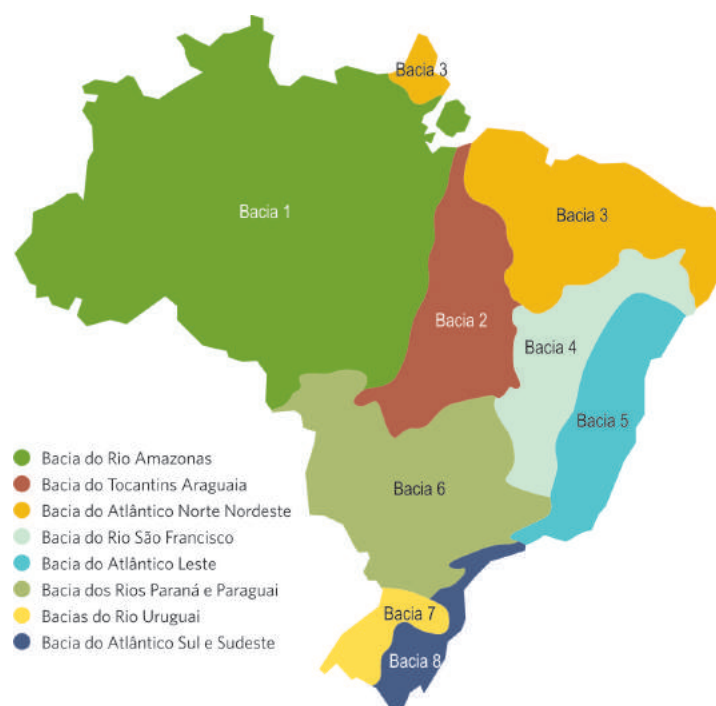 Bacia 3
Bacia 1
Bacia 3
Bacia 2
Bacia 4
Bacia 5
Bacia 6
Bacia 7
Bacia 8
Bacia do Rio Amazonas
Bacia do Tocantins Araguaia
Bacia do Atlântico Norte Nordeste
Bacia do Rio São Francisco
Bacia do Atlântico Leste
Bacia dos Rios Paraná e Paraguai
Bacias do Rio Uruguai
Bacia do Atlântico Sul e Sudeste